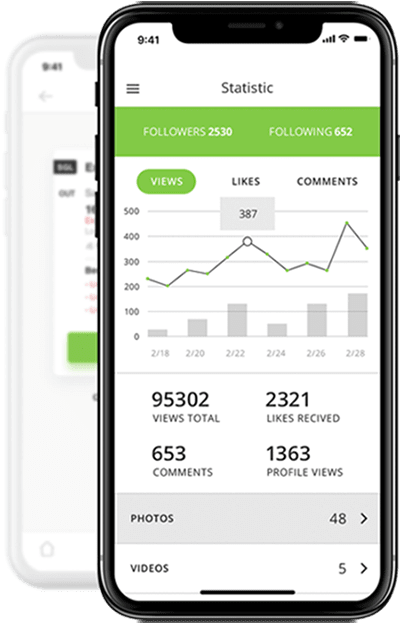 9:41
Statistic
FOLLOWERS 2530 FOLLOWING 652
VIEWS LIKES COMMENTS
387
500
400
300
200
100
0
2/18 2/20 2/22 2/24 2/26 2/28
95302 2321
VIEWS TOTAL LIKES RECIVED
653 1363
COMMENTS PROFILE VIEWS
PHOTOS 48
VIDEOS 5
9:41
SGL
OUT